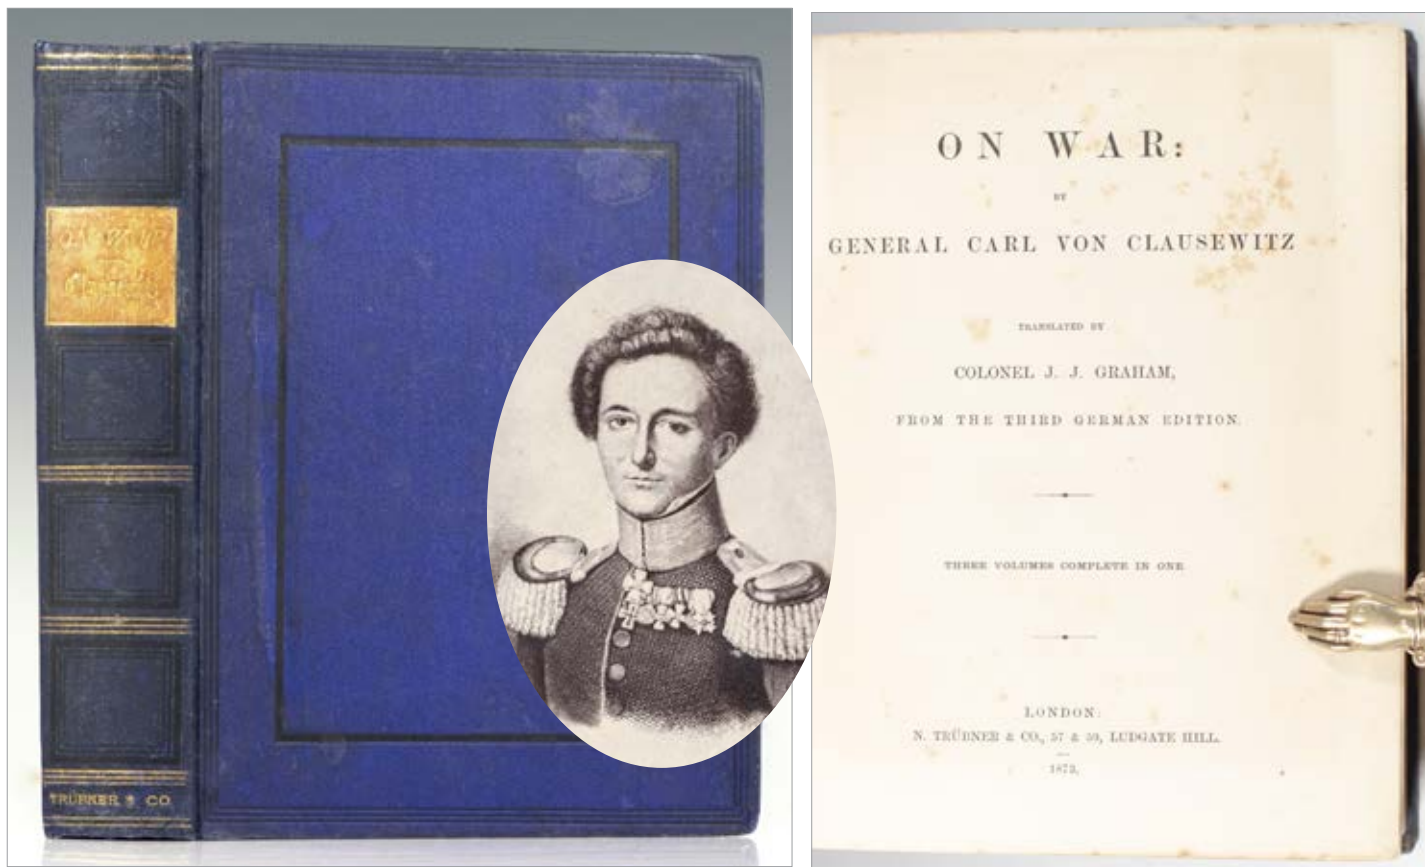 TRÜBNER & CO
ON WAR:
BY
GENERAL CARL VON CLAUSEWITZ
TRANSLATED BY
COLONEL J. J. GRAHAM,
FROM THE THIRD GERMAN EDITION.
THREE VOLUMES COMPLETE IN ONE
LONDON:
N. TRÜBNER & CO., 57 & 59, LUDGATE HILL.
1873.